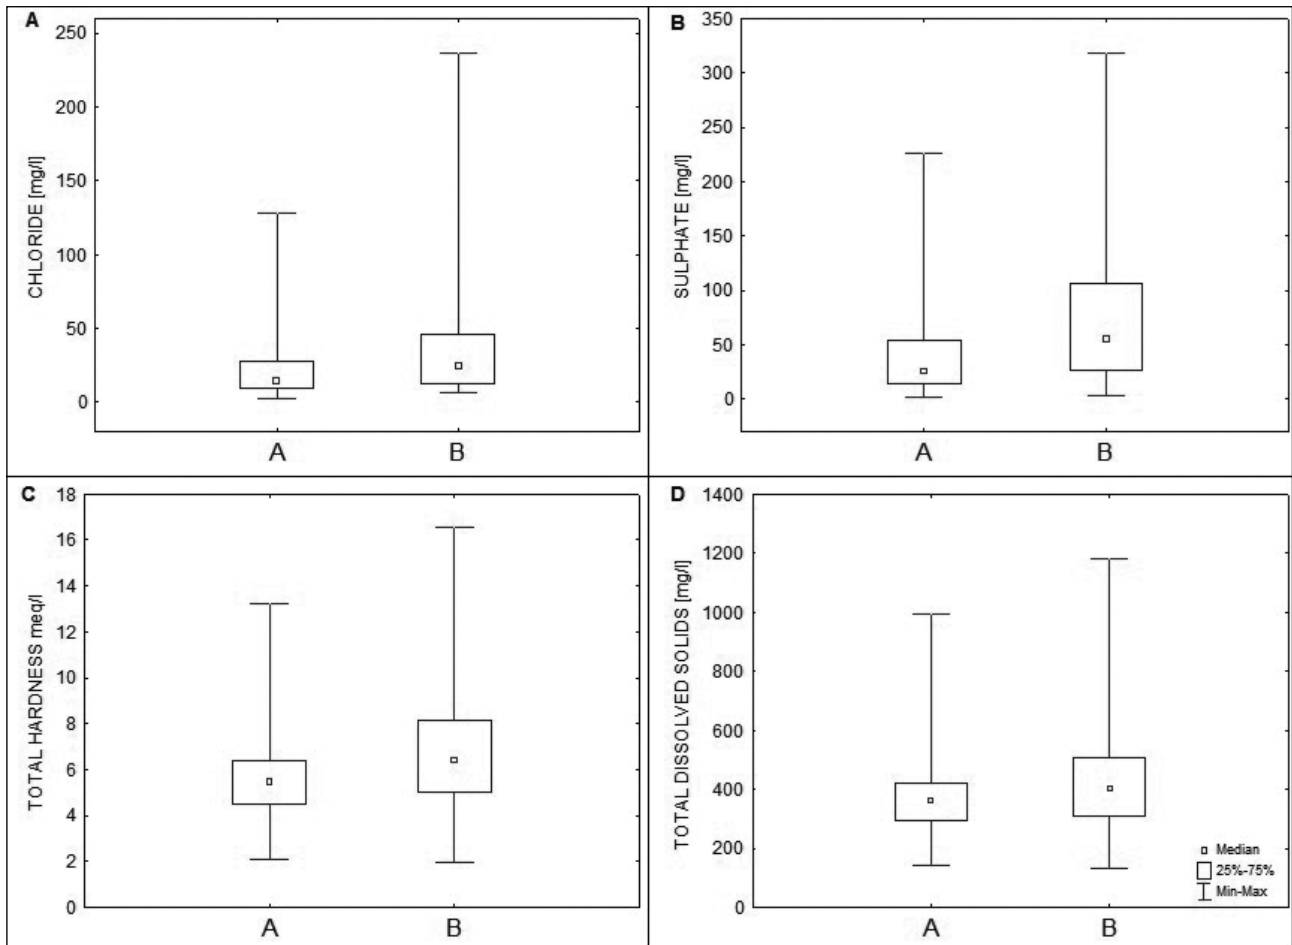 A
CHLORIDE [mg/l]
250
200
150
100
50
0
A B
B
SULPHATE [mg/l]
350
300
250
200
150
100
50
0
A B
C
TOTAL HARDNESS meq/l
18
16
14
12
10
8
6
4
2
0
A B
D
TOTAL DISSOLVED SOLIDS [mg/l]
1400
1200
1000
800
600
400
200
0
A B
Median
25%-75%
Min-Max